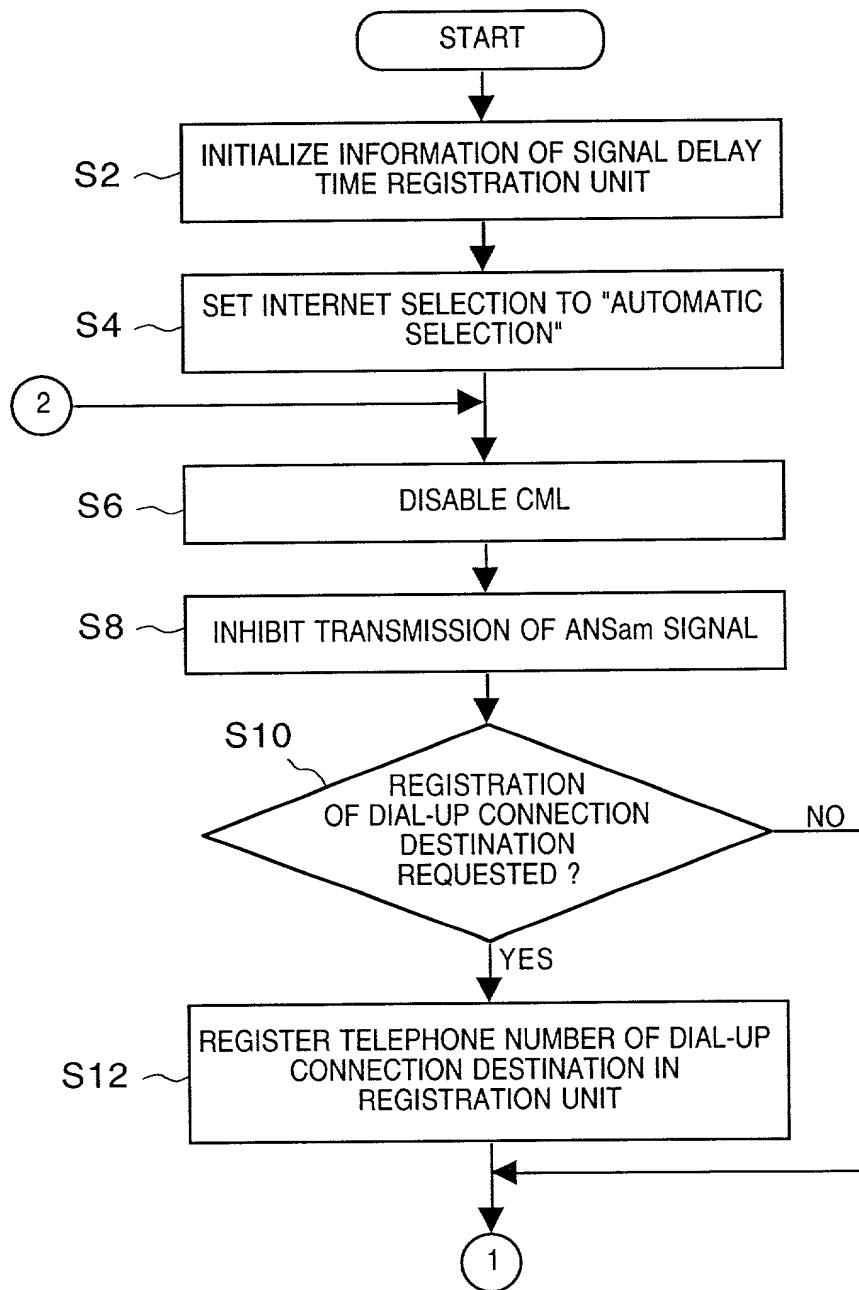 START
S2
INITIALIZE INFORMATION OF SIGNAL DELAY
TIME REGISTRATION UNIT
S4
SET INTERNET SELECTION TO "AUTOMATIC
SELECTION"
2
S6
DISABLE CML
S8
INHIBIT TRANSMISSION OF ANSam SIGNAL
S10
REGISTRATION
OF DIAL-UP CONNECTION
DESTINATION
REQUESTED ?
NO
YES
S12
REGISTER TELEPHONE NUMBER OF DIAL-UP
CONNECTION DESTINATION IN
REGISTRATION UNIT
1